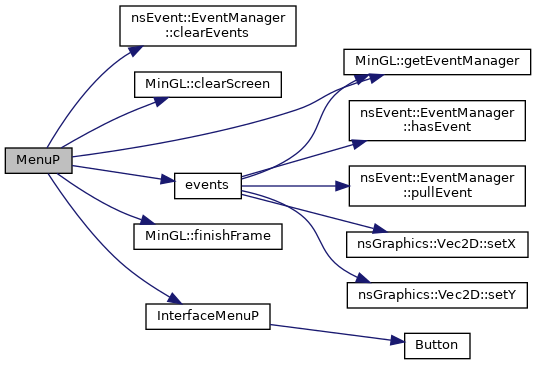 nsEvent::EventManager
::clearEvents
MinGL::getEventManager
MinGL::clearScreen
nsEvent::EventManager
::hasEvent
MenuP
events
nsEvent::EventManager
::pullEvent
MinGL::finishFrame
nsGraphics::Vec2D::setX
nsGraphics::Vec2D::setY
InterfaceMenuP
Button